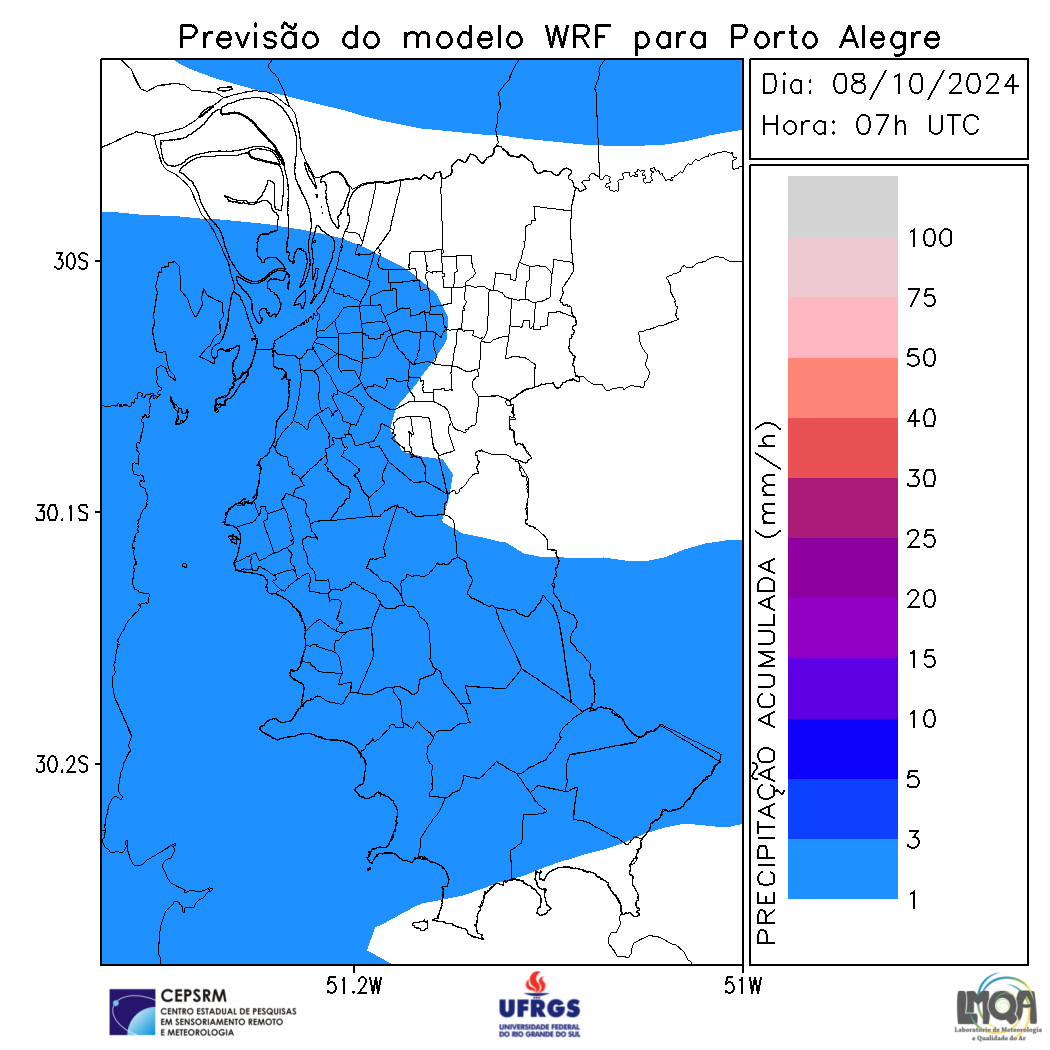 Previsão do modelo WRF para Porto Alegre
Dia: 08/10/2024
Hora: 07h UTC
30S
30.1S
30.2S
51.2W
51W
PRECIPITAÇÃO ACUMULADA (mm/h)
100
75
50
40
30
25
20
15
10
5
3
1
CEPSRM
CENTRO ESTADUAL DE PESQUISAS
EM SENSORIAMENTO REMOTO
E METEOROLOGIA
UFRGS
UNIVERSIDADE FEDERAL
DO RIO GRANDE DO SUL
LMQA
Laboratório de Meteorologia
e Qualidade do Ar